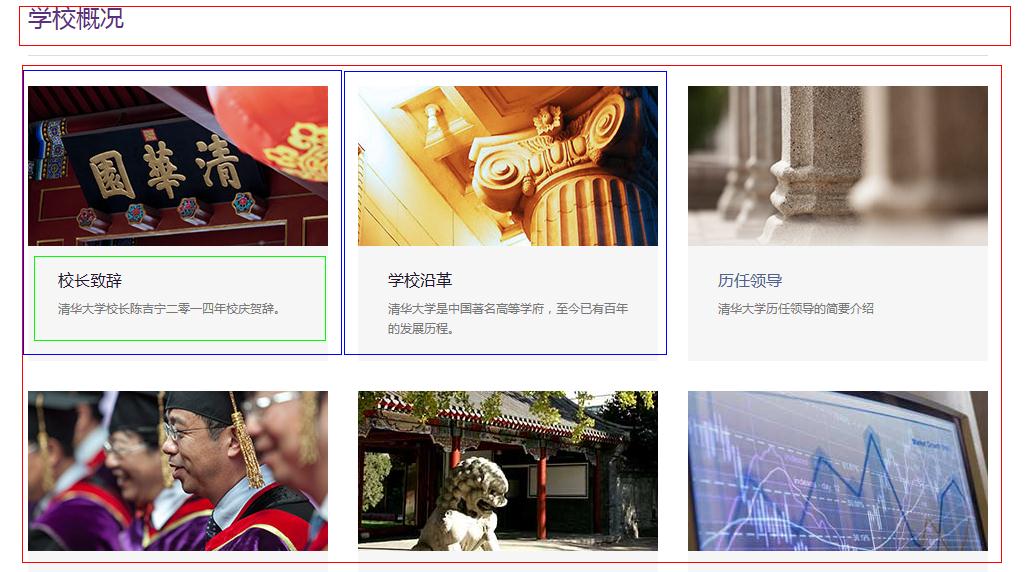 学校概况
清華園
校长致辞
清华大学校长陈吉宁二零一四年校庆贺辞。
学校沿革
清华大学是中国著名高等学府，至今已有百年
的发展历程。
历任领导
清华大学历任领导的简要介绍